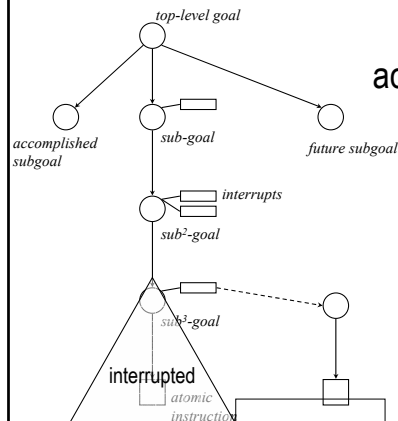 top-level goal
ac
accomplished
subgoal
sub-goal
future subgoal
interrupts
sub²-goal
sub³-goal
interrupted
atomic
instruction